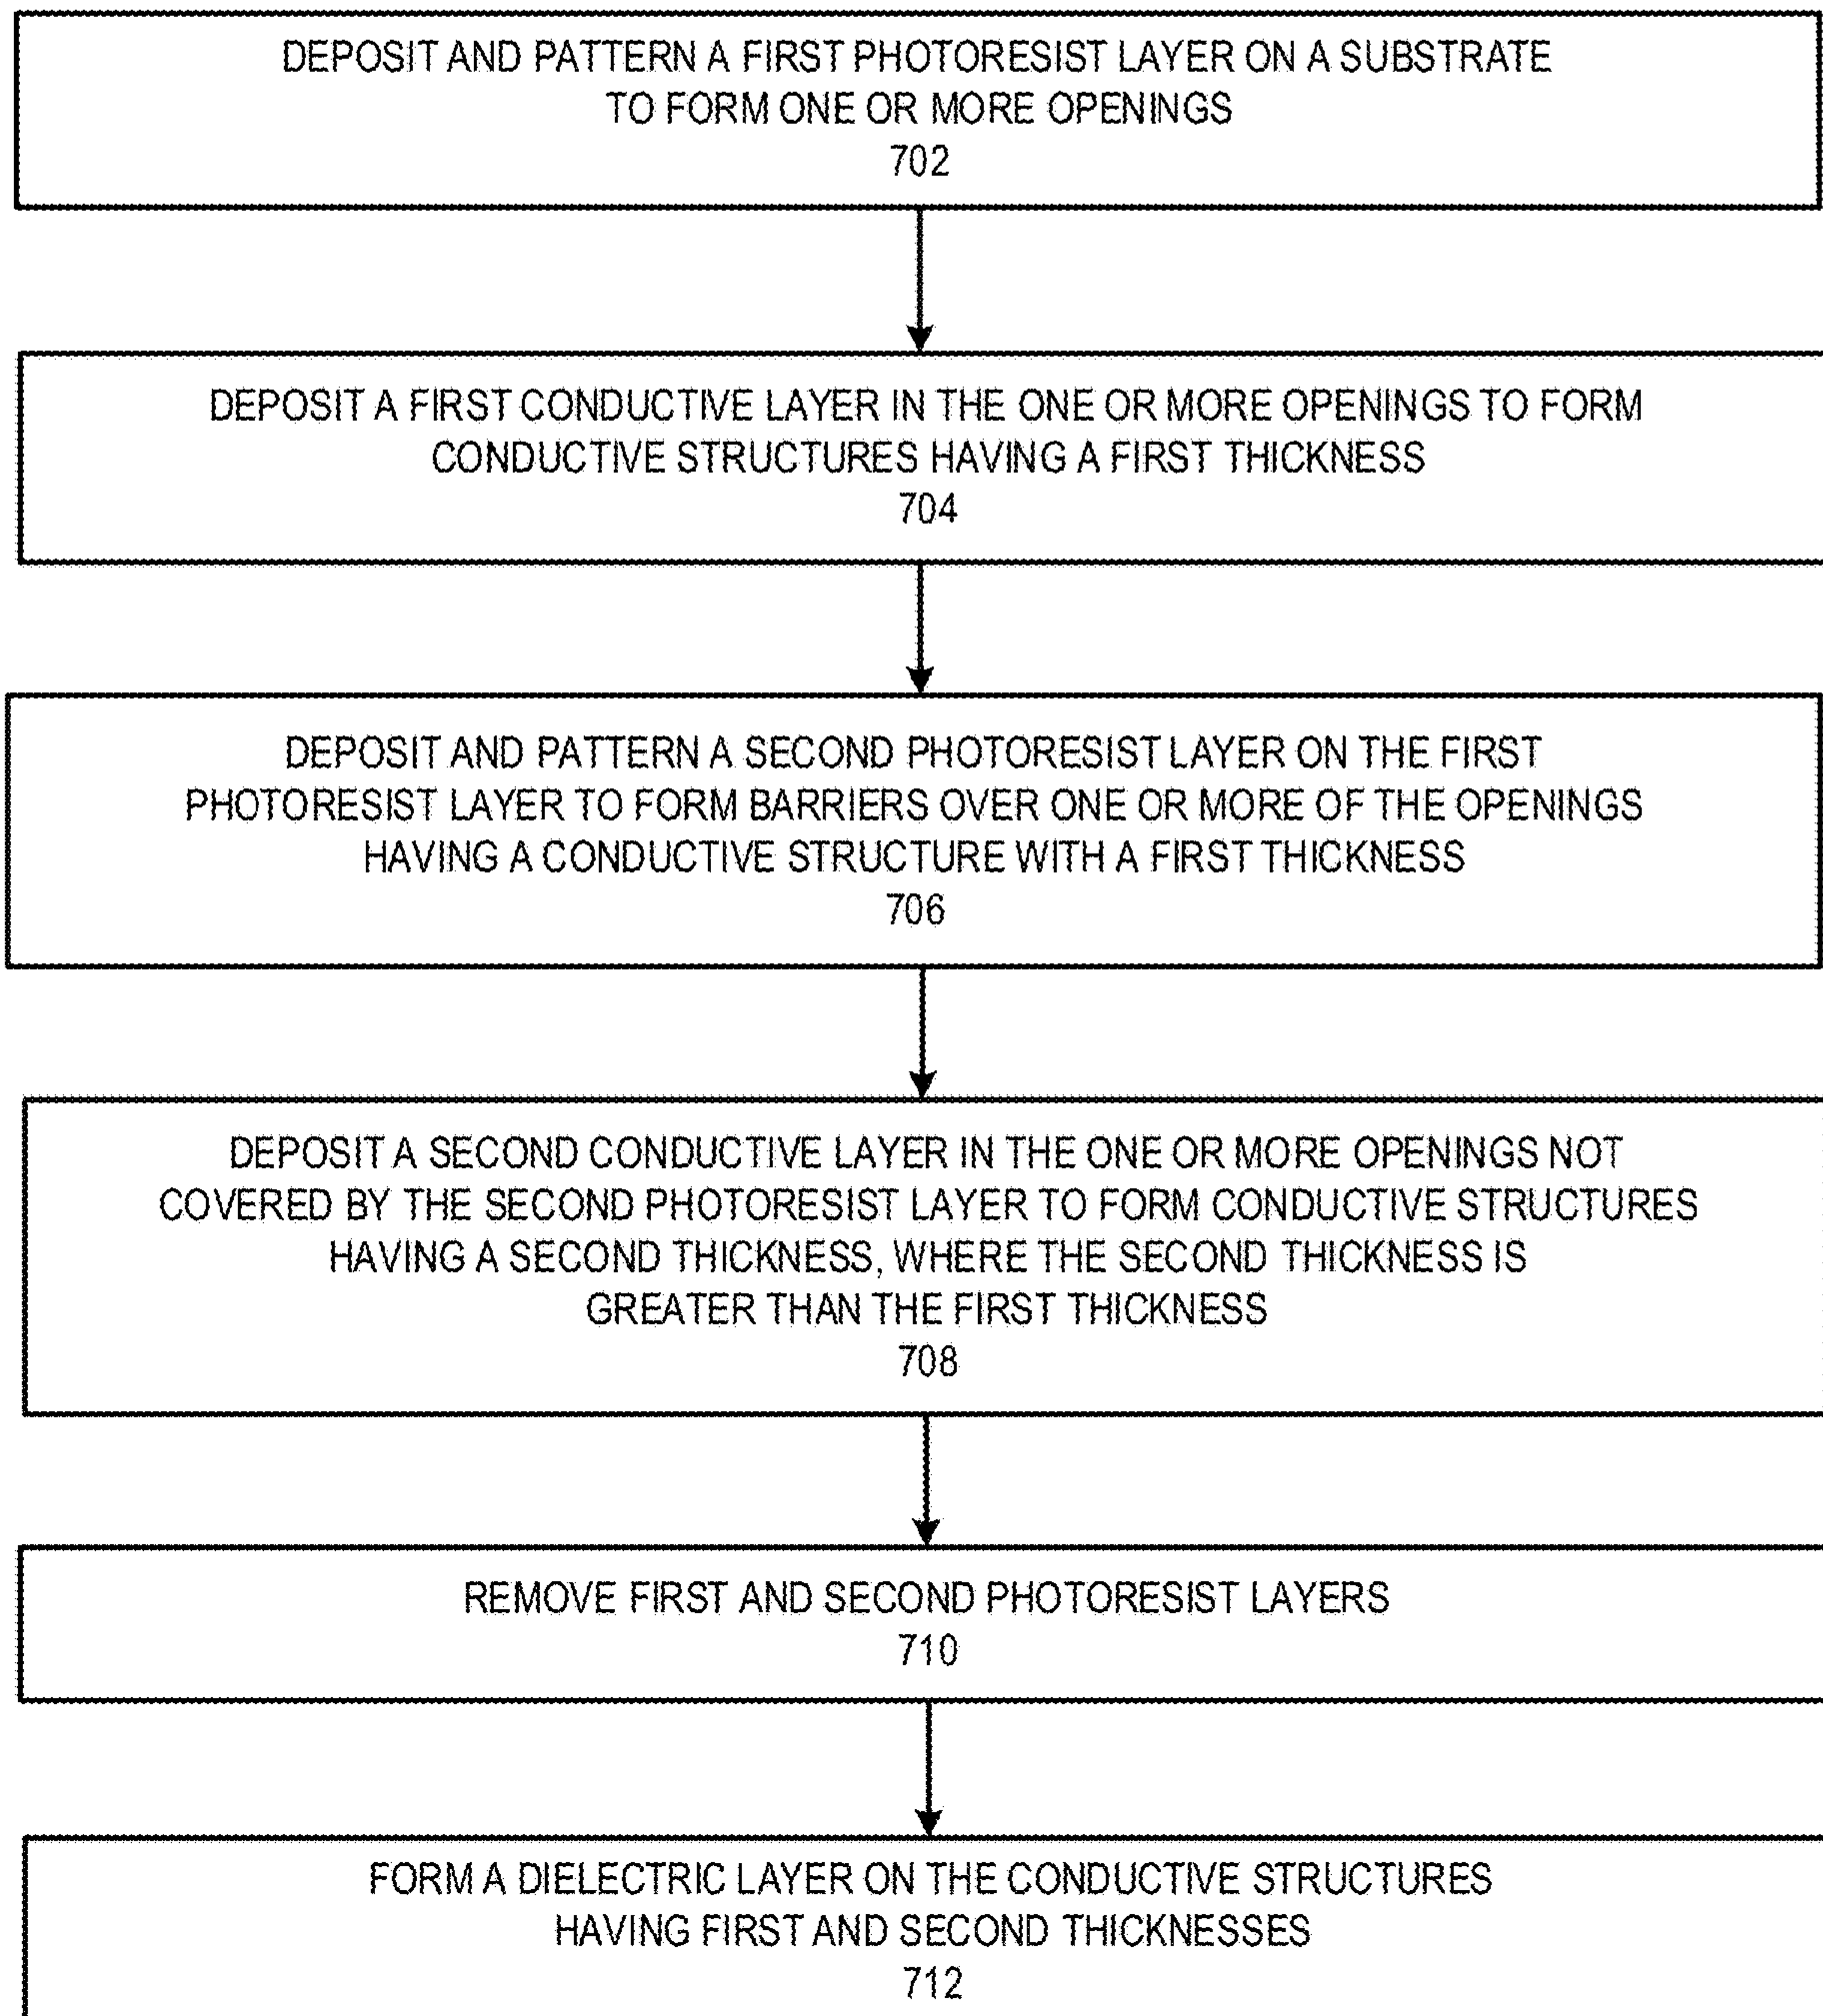 DEPOSIT AND PATTERN A FIRST PHOTORESIST LAYER ON A SUBSTRATE
TO FORM ONE OR MORE OPENINGS
702
DEPOSIT A FIRST CONDUCTIVE LAYER IN THE ONE OR MORE OPENINGS TO FORM
CONDUCTIVE STRUCTURES HAVING A FIRST THICKNESS
704
DEPOSIT AND PATTERN A SECOND PHOTORESIST LAYER ON THE FIRST
PHOTORESIST LAYER TO FORM BARRIERS OVER ONE OR MORE OF THE OPENINGS
HAVING A CONDUCTIVE STRUCTURE WITH A FIRST THICKNESS
706
DEPOSIT A SECOND CONDUCTIVE LAYER IN THE ONE OR MORE OPENINGS NOT
COVERED BY THE SECOND PHOTORESIST LAYER TO FORM CONDUCTIVE STRUCTURES
HAVING A SECOND THICKNESS, WHERE THE SECOND THICKNESS IS
GREATER THAN THE FIRST THICKNESS
708
REMOVE FIRST AND SECOND PHOTORESIST LAYERS
710
FORM A DIELECTRIC LAYER ON THE CONDUCTIVE STRUCTURES
HAVING FIRST AND SECOND THICKNESSES
712